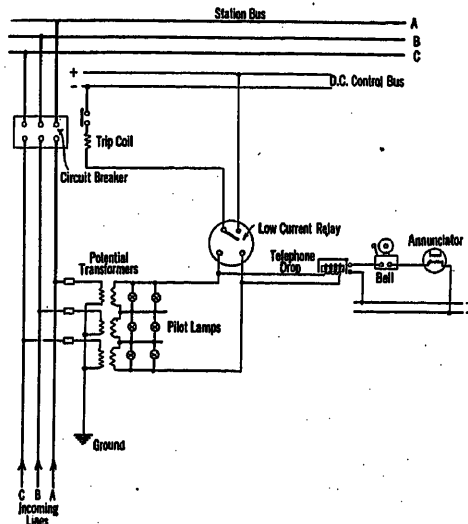 Station Bus
A
B
C
+
-
D.C. Control Bus
Trip Coil
Circuit Breaker
Low Current Relay
Potential
Transformers
Telephone
Drop
Annunciator
Bell
Pilot Lamps
Ground
C B A
Incoming
Lines